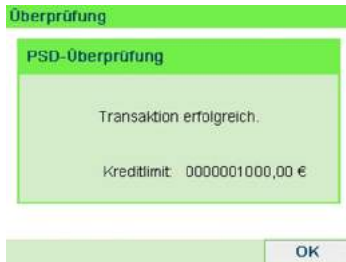 Überprüfung
PSD-Überprüfung
Transaktion erfolgreich.
Kreditlimit: 0000001000,00 €
OK